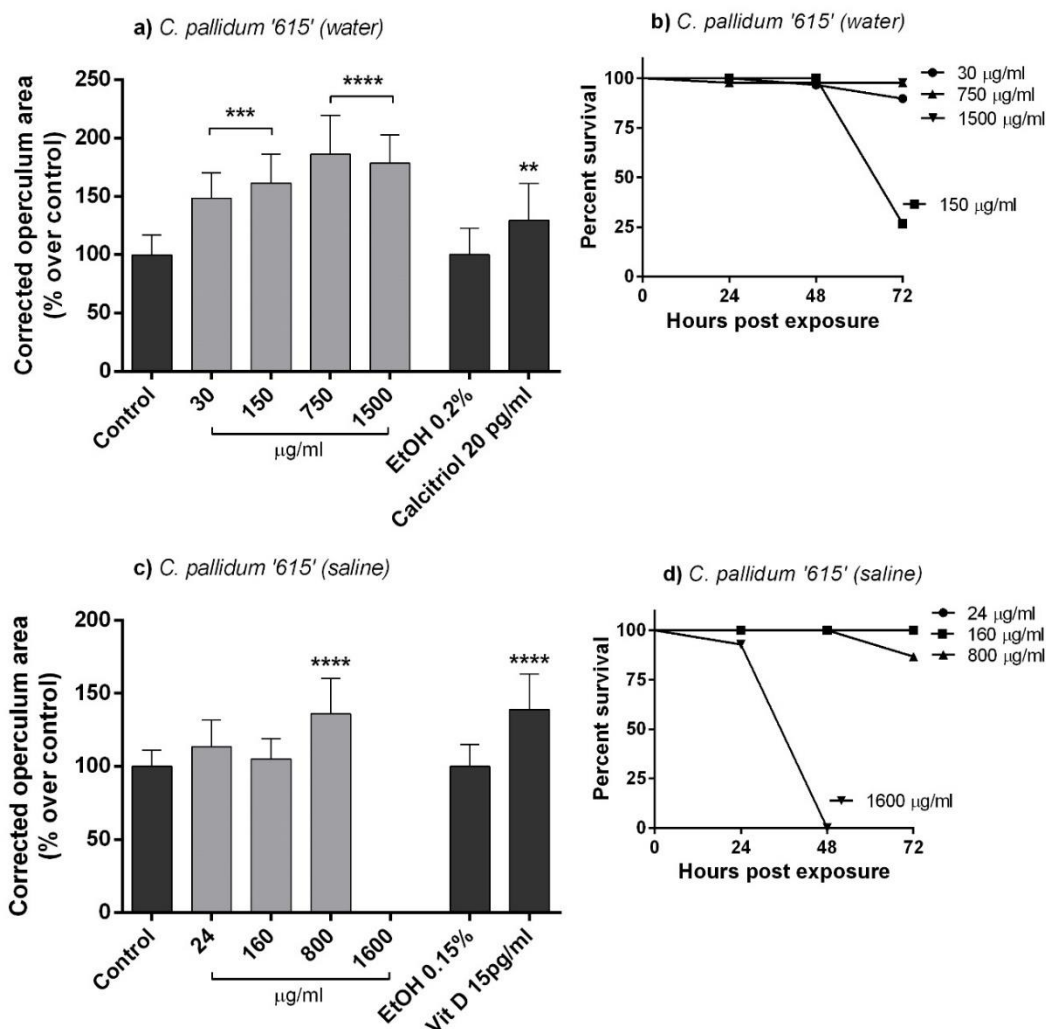 a) C. pallidum '615' (water)
Corrected operculum area
(% over control)
250
200
150
100
50
0
***
****
**
Control
30
150
750
1500
μg/ml
EtOH 0.2%
Calcitriol 20 pg/ml
b) C. pallidum '615' (water)
Percent survival
100
75
50
25
0
0 24 48 72
Hours post exposure
30 μg/ml
750 μg/ml
1500 μg/ml
150 μg/ml
c) C. pallidum '615' (saline)
Corrected operculum area
(% over control)
200
150
100
50
0
****
****
Control
24
160
800
1600
μg/ml
EtOH 0.15%
Vit D 15pg/ml
d) C. pallidum '615' (saline)
Percent survival
100
75
50
25
0
0 24 48 72
Hours post exposure
24 μg/ml
160 μg/ml
800 μg/ml
1600 μg/ml